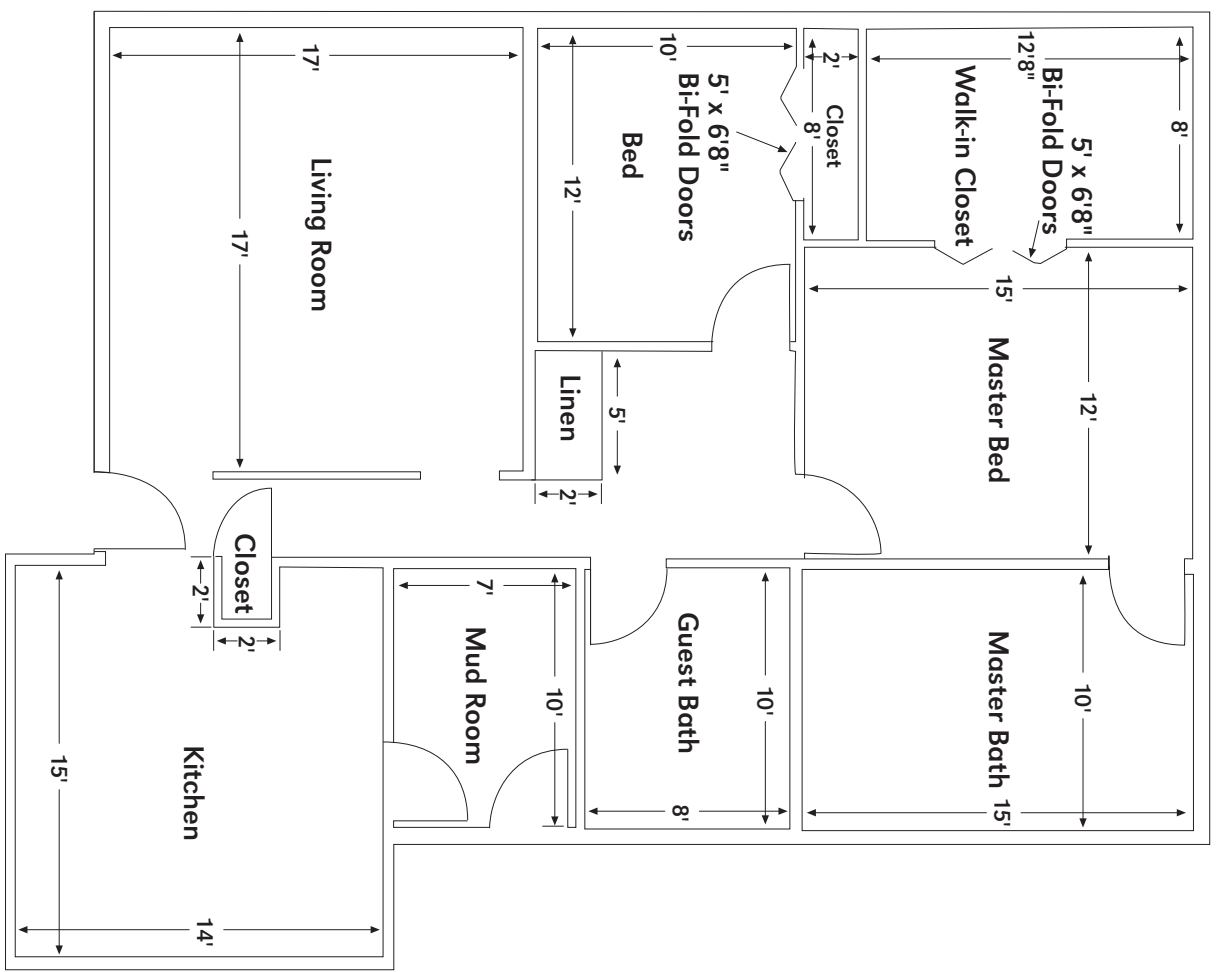 17'
17'
Living Room
10'
5' x 6'8"
Bi-Fold Doors
12'
Bed
2'
8'
Closet
12'8"
8'
5' x 6'8"
Bi-Fold Doors
Walk-in Closet
15'
12'
Master Bed
Linen
5'
2'
Closet
2'
2'
7'
10'
Mud Room
10'
8'
Guest Bath
10'
15'
Master Bath
15'
14'
Kitchen